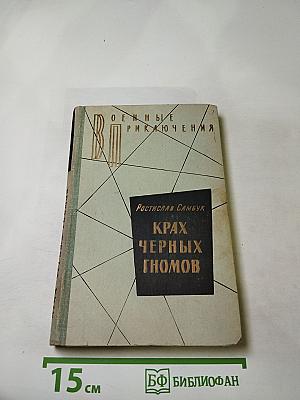 ВОЕННЫЕ
ПРИКЛЮЧЕНИЯ
РОСТИСЛАВ САМБУК
КРАХ
ЧЕРНЫХ
ГНОМОВ
15 см
БФ БИБЛИОФАН